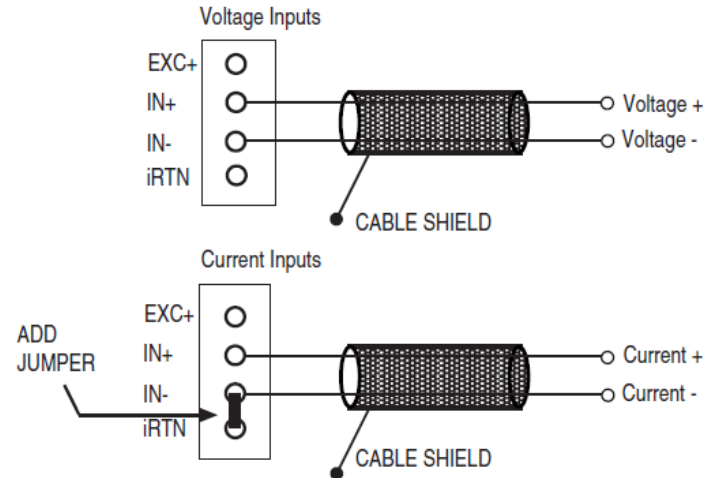 Voltage Inputs
EXC+
IN+
Voltage +
IN-
Voltage -
iRTN
CABLE SHIELD
Current Inputs
EXC+
ADD
JUMPER
IN+
Current +
IN-
Current -
iRTN
CABLE SHIELD